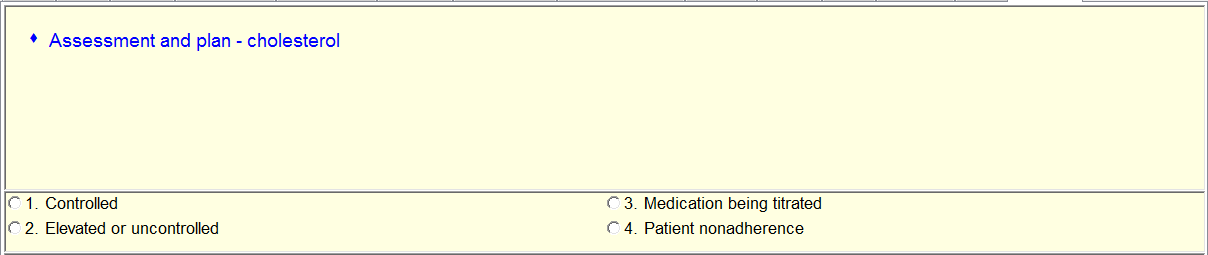 Assessment and plan - cholesterol
1. Controlled
2. Elevated or uncontrolled
3. Medication being titrated
4. Patient nonadherence